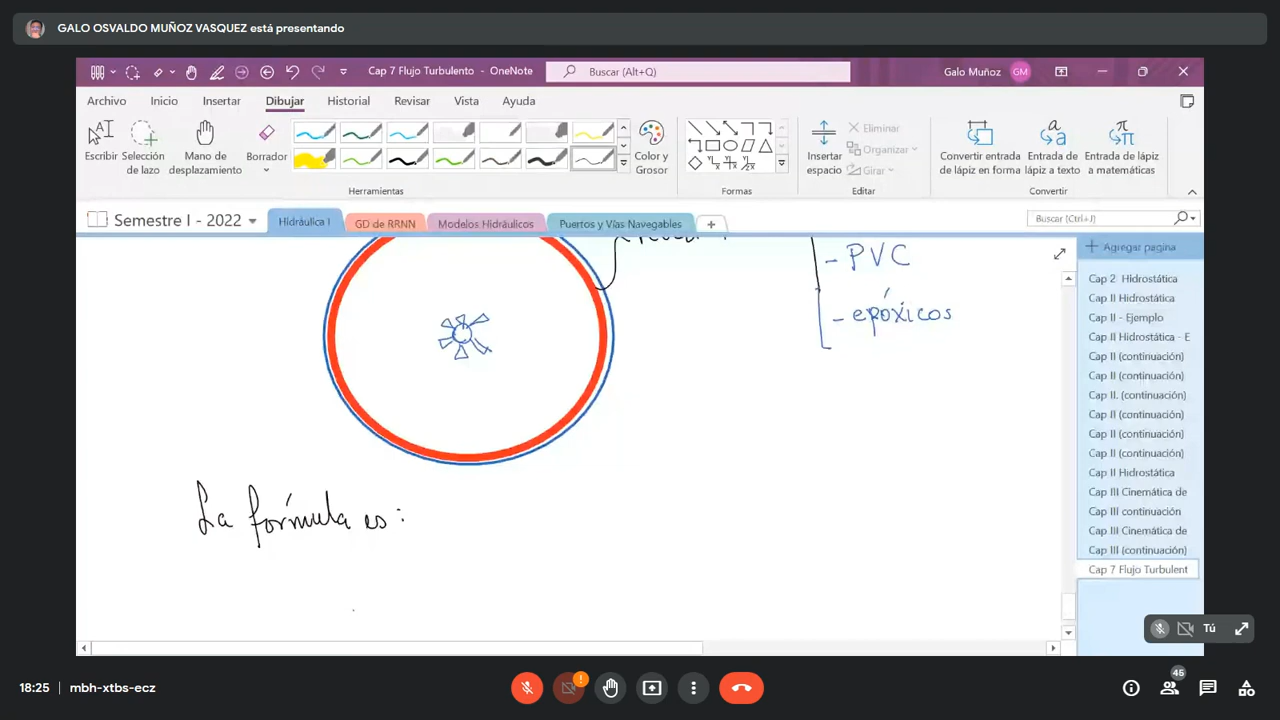 GALO OSVALDO MUÑOZ VASQUEZ está presentando
Cap 7 Flujo Turbulento - OneNote
Buscar (Alt+Q)
Galo Muñoz GM
Archivo Inicio Insertar Dibujar Historial Revisar Vista Ayuda
Escribir
Selección de lazo
Mano de desplazamiento
Borrador
Color y Grosor
Insertar espacio
Eliminar
Organizar
Girar
Convertir entrada de lápiz en forma
Entrada de lápiz a texto
Entrada de lápiz a matemáticas
Herramientas Formas Editar Convertir
Semestre I - 2022
Hidráulica I
GD de RRNN
Modelos Hidráulicos
Puertos y Vías Navegables
Buscar (Ctrl+J)
- PVC
- epóxicos
La fórmula es:
Agregar pagina
Cap 2 Hidrostática
Cap II Hidrostática
Cap II - Ejemplo
Cap II Hidrostática - E
Cap II (continuación)
Cap II (continuación)
Cap II. (continuación)
Cap II (continuación)
Cap II (continuación)
Cap II (continuación)
Cap II Hidrostática
Cap III Cinemática de
Cap III continuación
Cap III Cinemática de
Cap III (continuación)
Cap 7 Flujo Turbulent
Tú
18:25 mbh-xtbs-ecz
45